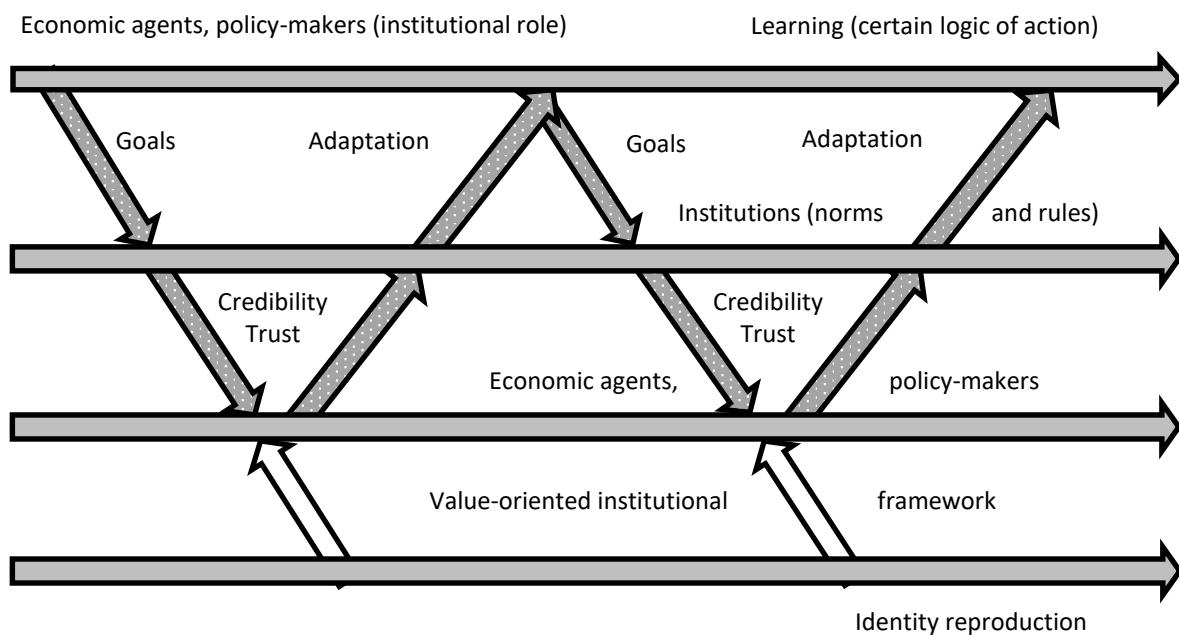 Economic agents, policy-makers (institutional role) Learning (certain logic of action)
Goals Adaptation Goals Adaptation
Institutions (norms and rules)
Credibility Credibility
Trust Trust
Economic agents, policy-makers
Value-oriented institutional framework
Identity reproduction